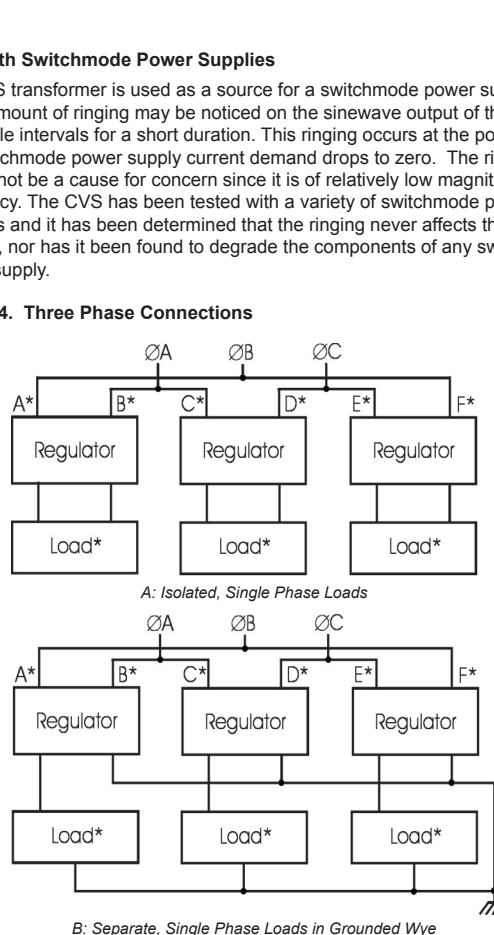 th Switchmode Power Supplies
S transformer is used as a source for a switchmode power su
mount of ringing may be noticed on the sinewave output of th
le intervals for a short duration. This ringing occurs at the po
chmode power supply current demand drops to zero. The ri
not be a cause for concern since it is of relatively low magnit
cy. The CVS has been tested with a variety of switchmode p
s and it has been determined that the ringing never affects th
, nor has it been found to degrade the components of any sw
supply.
4. Three Phase Connections
ØA ØB ØC
A* B* C* D* E* F*
Regulator Regulator Regulator
Load* Load* Load*
A: Isolated, Single Phase Loads
ØA ØB ØC
A* B* C* D* E* F*
Regulator Regulator Regulator
Load* Load* Load*
B: Separate, Single Phase Loads in Grounded Wye